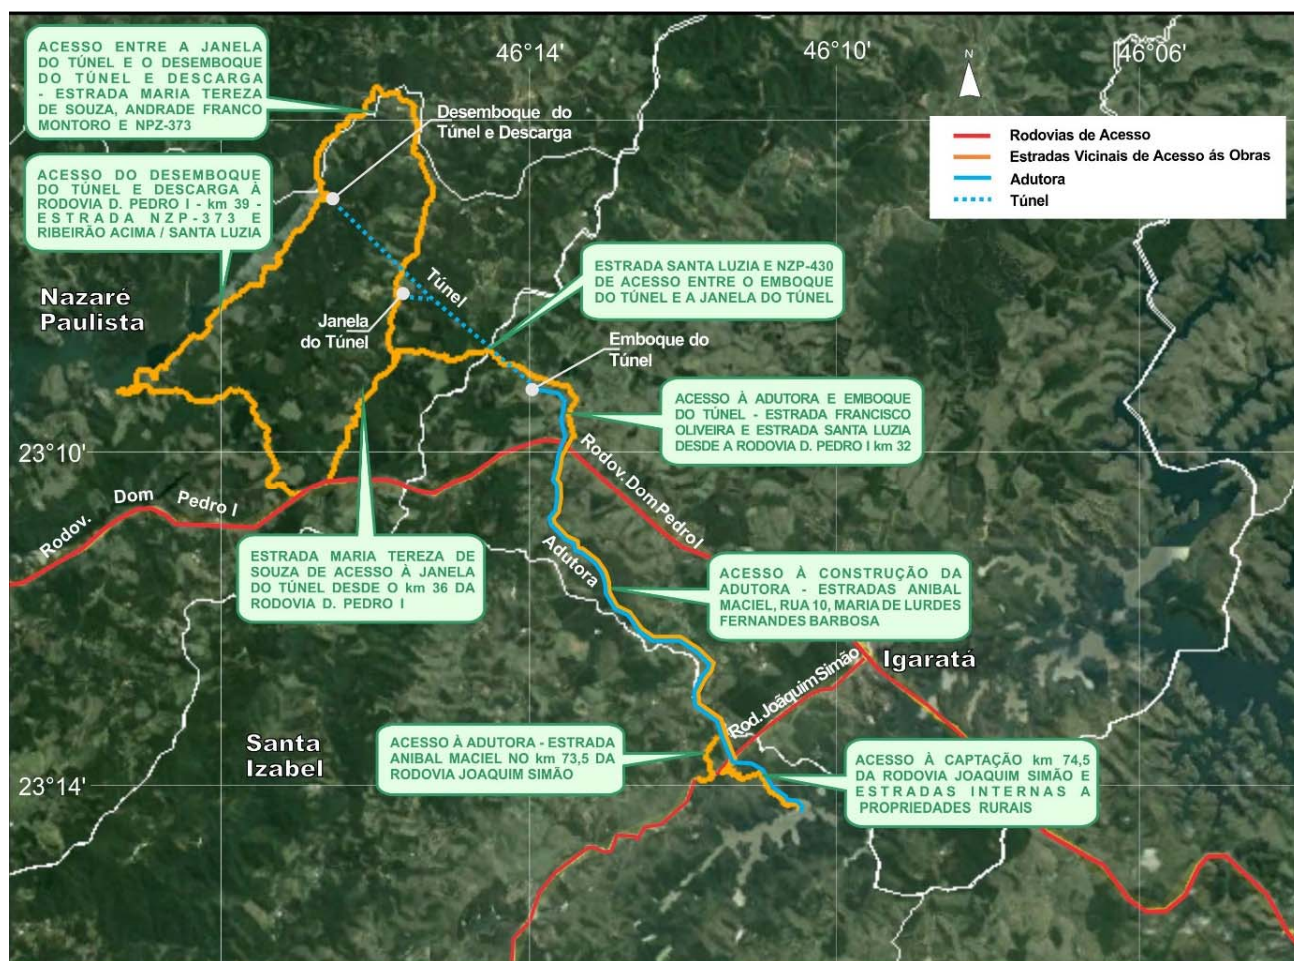 46°14'
46°10'
46°06'
N
ACESSO ENTRE A JANELA
DO TÚNEL E O DESEMBOQUE
DO TÚNEL E DESCARGA
- ESTRADA MARIA TEREZA
DE SOUZA, ANDRADE FRANCO
MONTORO E NPZ-373
Desemboque do
Túnel e Descarga
Rodovias de Acesso
Estradas Vicinais de Acesso ás Obras
Adutora
Túnel
ACESSO DO DESEMBOQUE
DO TÚNEL E DESCARGA À
RODOVIA D. PEDRO I - km 39 -
ESTRADA NZP-373 E
RIBEIRÃO ACIMA / SANTA LUZIA
ESTRADA SANTA LUZIA E NZP-430
DE ACESSO ENTRE O EMBOQUE
DO TÚNEL E A JANELA DO TÚNEL
Nazaré
Paulista
Túnel
Janela
do Túnel
Emboque do
Túnel
ACESSO À ADUTORA E EMBOQUE
DO TÚNEL - ESTRADA FRANCISCO
OLIVEIRA E ESTRADA SANTA LUZIA
DESDE A RODOVIA D. PEDRO I km 32
23°10'
Rodov. Dom Pedro I
Rodov. Dom Pedro I
Adutora
ESTRADA MARIA TEREZA DE
SOUZA DE ACESSO À JANELA
DO TÚNEL DESDE O km 36 DA
RODOVIA D. PEDRO I
ACESSO À CONSTRUÇÃO DA
ADUTORA - ESTRADAS ANIBAL
MACIEL, RUA 10, MARIA DE LURDES
FERNANDES BARBOSA
Igaratá
Rod. Joãquim Simão
Santa
Izabel
ACESSO À ADUTORA - ESTRADA
ANIBAL MACIEL NO km 73,5 DA
RODOVIA JOAQUIM SIMÃO
ACESSO À CAPTAÇÃO km 74,5
DA RODOVIA JOAQUIM SIMÃO E
ESTRADAS INTERNAS A
PROPRIEDADES RURAIS
23°14'